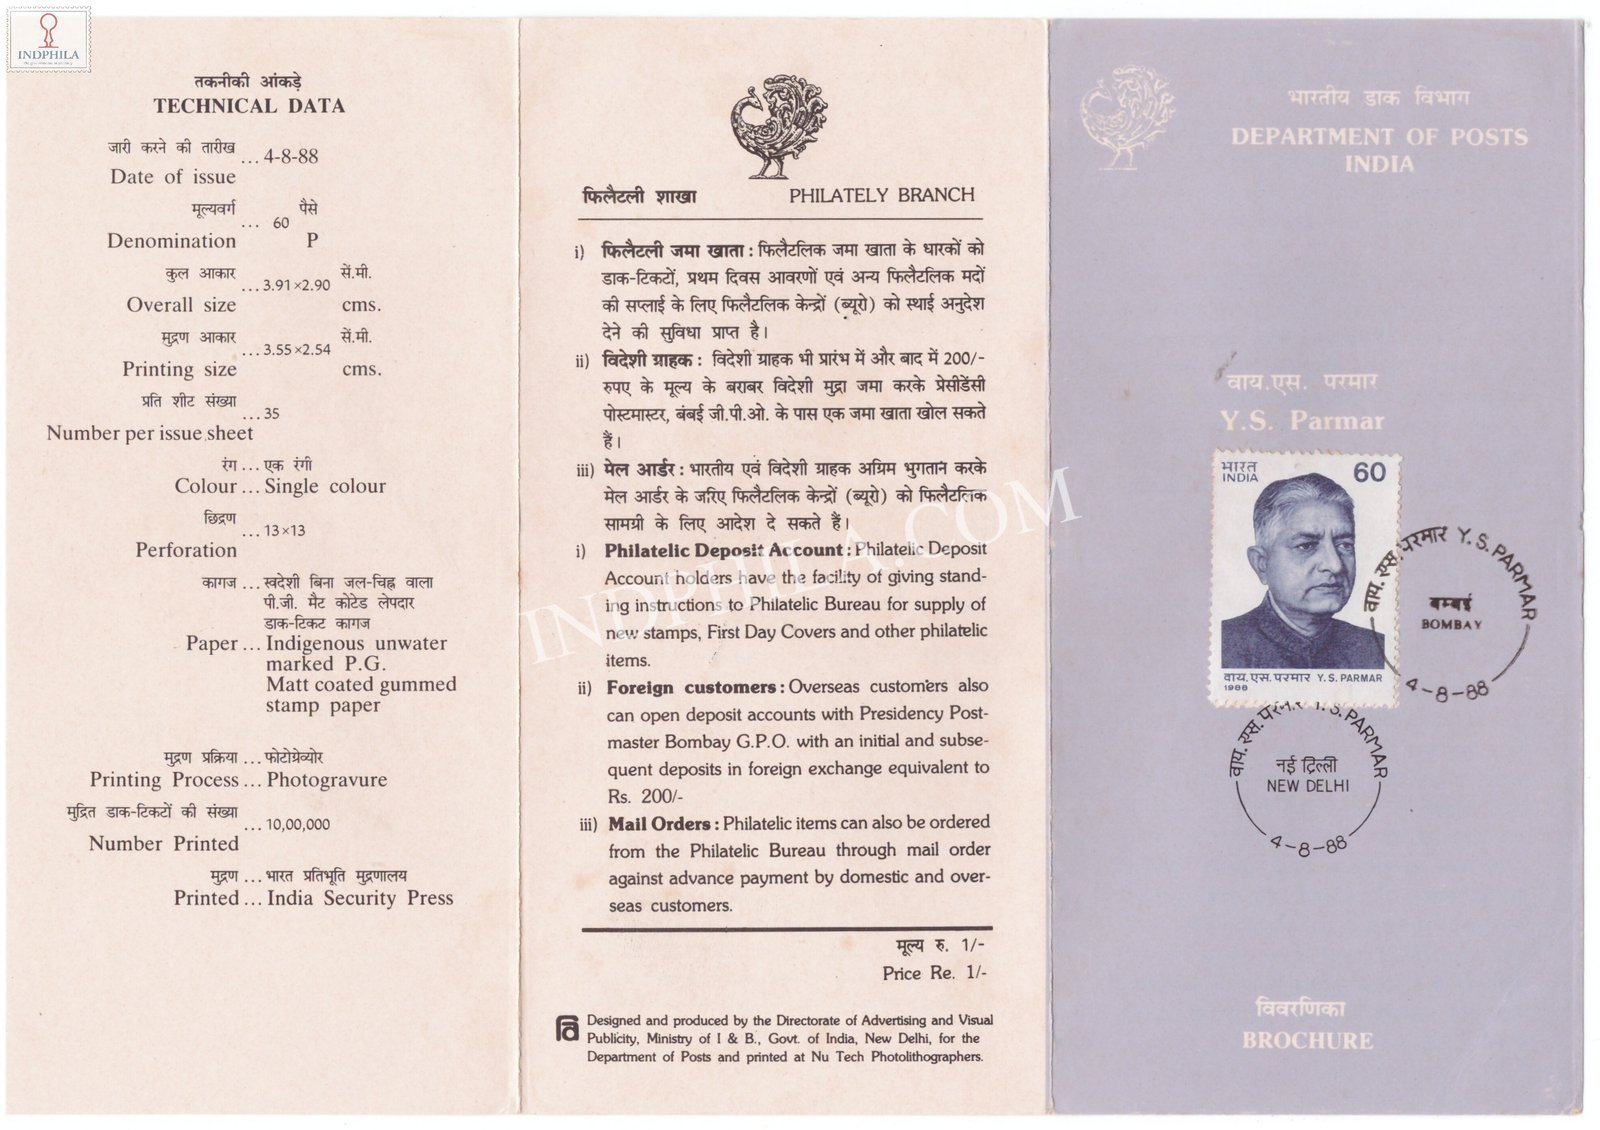 INDPHILA
तकनीकी आंकड़े
TECHNICAL DATA
जारी करने की तारीख
... 4-8-88
Date of issue
मूल्यवर्ग पैसे
... 60
Denomination P
कुल आकार सें.मी.
... 3.91×2.90
Overall size cms.
मुद्रण आकार सें.मी.
... 3.55×2.54
Printing size cms.
प्रति शीट संख्या
... 35
Number per issue sheet
रंग ... एक रंगी
Colour ... Single colour
छिद्रण
... 13×13
Perforation
कागज ... स्वदेशी बिना जल-चिह्न वाला
पी.जी. मैट कोटेड लेपदार
डाक-टिकट कागज
Paper ... Indigenous unwater
marked P.G.
Matt coated gummed
stamp paper
मुद्रण प्रक्रिया ... फोटोग्रेव्योर
Printing Process ... Photogravure
मुद्रित डाक-टिकटों की संख्या
... 10,00,000
Number Printed
मुद्रण ... भारत प्रतिभूति मुद्रणालय
Printed ... India Security Press
फिलैटली शाखा PHILATELY BRANCH
i) फिलैटली जमा खाता : फिलैटलिक जमा खाता के धारकों को
डाक-टिकटों, प्रथम दिवस आवरणों एवं अन्य फिलैटलिक मदों
की सप्लाई के लिए फिलैटलिक केन्द्रों (ब्यूरो) को स्थाई अनुदेश
देने की सुविधा प्राप्त है।
ii) विदेशी ग्राहक : विदेशी ग्राहक भी प्रारंभ में और बाद में 200/-
रुपए के मूल्य के बराबर विदेशी मुद्रा जमा करके प्रेसीडेंसी
पोस्टमास्टर, बंबई जी.पी.ओ. के पास एक जमा खाता खोल सकते
हैं।
iii) मेल आर्डर : भारतीय एवं विदेशी ग्राहक अग्रिम भुगतान करके
मेल आर्डर के जरिए फिलैटलिक केन्द्रों (ब्यूरो) को फिलैटलिक
सामग्री के लिए आदेश दे सकते हैं।
i) Philatelic Deposit Account : Philatelic Deposit
Account holders have the facility of giving stand-
ing instructions to Philatelic Bureau for supply of
new stamps, First Day Covers and other philatelic
items.
ii) Foreign customers : Overseas customers also
can open deposit accounts with Presidency Post-
master Bombay G.P.O. with an initial and subse-
quent deposits in foreign exchange equivalent to
Rs. 200/-
iii) Mail Orders : Philatelic items can also be ordered
from the Philatelic Bureau through mail order
against advance payment by domestic and over-
seas customers.
मूल्य रु. 1/-
Price Re. 1/-
Designed and produced by the Directorate of Advertising and Visual
Publicity, Ministry of I & B., Govt. of India, New Delhi, for the
Department of Posts and printed at Nu Tech Photolithographers.
INDPHILA.COM
भारतीय डाक विभाग
DEPARTMENT OF POSTS
INDIA
वाय.एस. परमार
Y.S. Parmar
भारत 60
INDIA
वाय.एस.परमार Y.S. PARMAR
1988
वाय.एस.परमार Y.S.PARMAR
बम्बई
BOMBAY
4-8-88
वाय.एस.परमार Y.S.PARMAR
नई दिल्ली
NEW DELHI
4-8-88
विवरणिका
BROCHURE